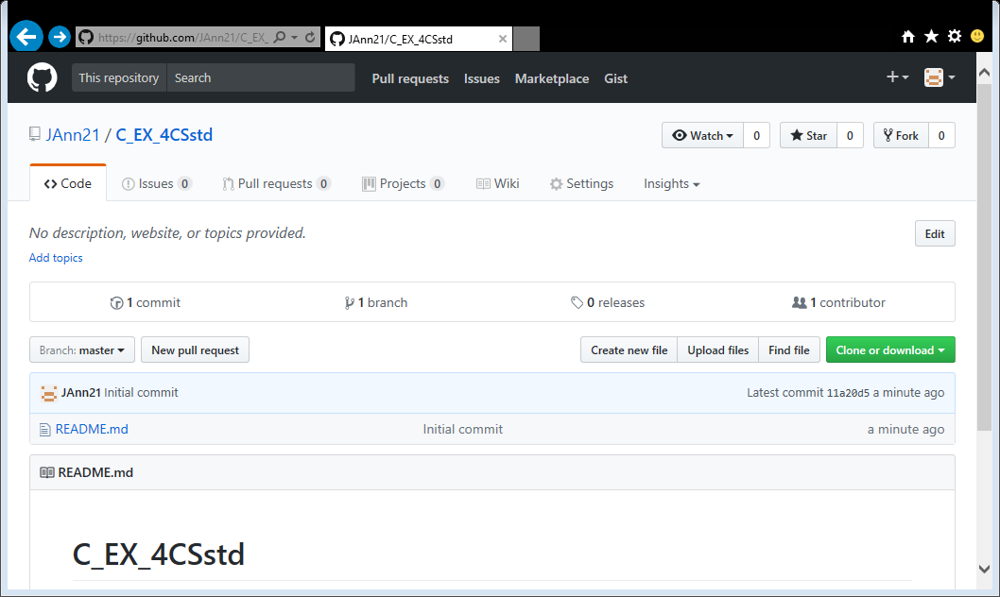 https://github.com/JAnn21/C_EX_ JAnn21/C_EX_4CSstd
This repository Search Pull requests Issues Marketplace Gist
JAnn21 / C_EX_4CSstd Watch 0 Star 0 Fork 0
Code Issues 0 Pull requests 0 Projects 0 Wiki Settings Insights
No description, website, or topics provided. Edit
Add topics
1 commit 1 branch 0 releases 1 contributor
Branch: master New pull request Create new file Upload files Find file Clone or download
JAnn21 Initial commit Latest commit 11a20d5 a minute ago
README.md Initial commit a minute ago
README.md
C_EX_4CSstd